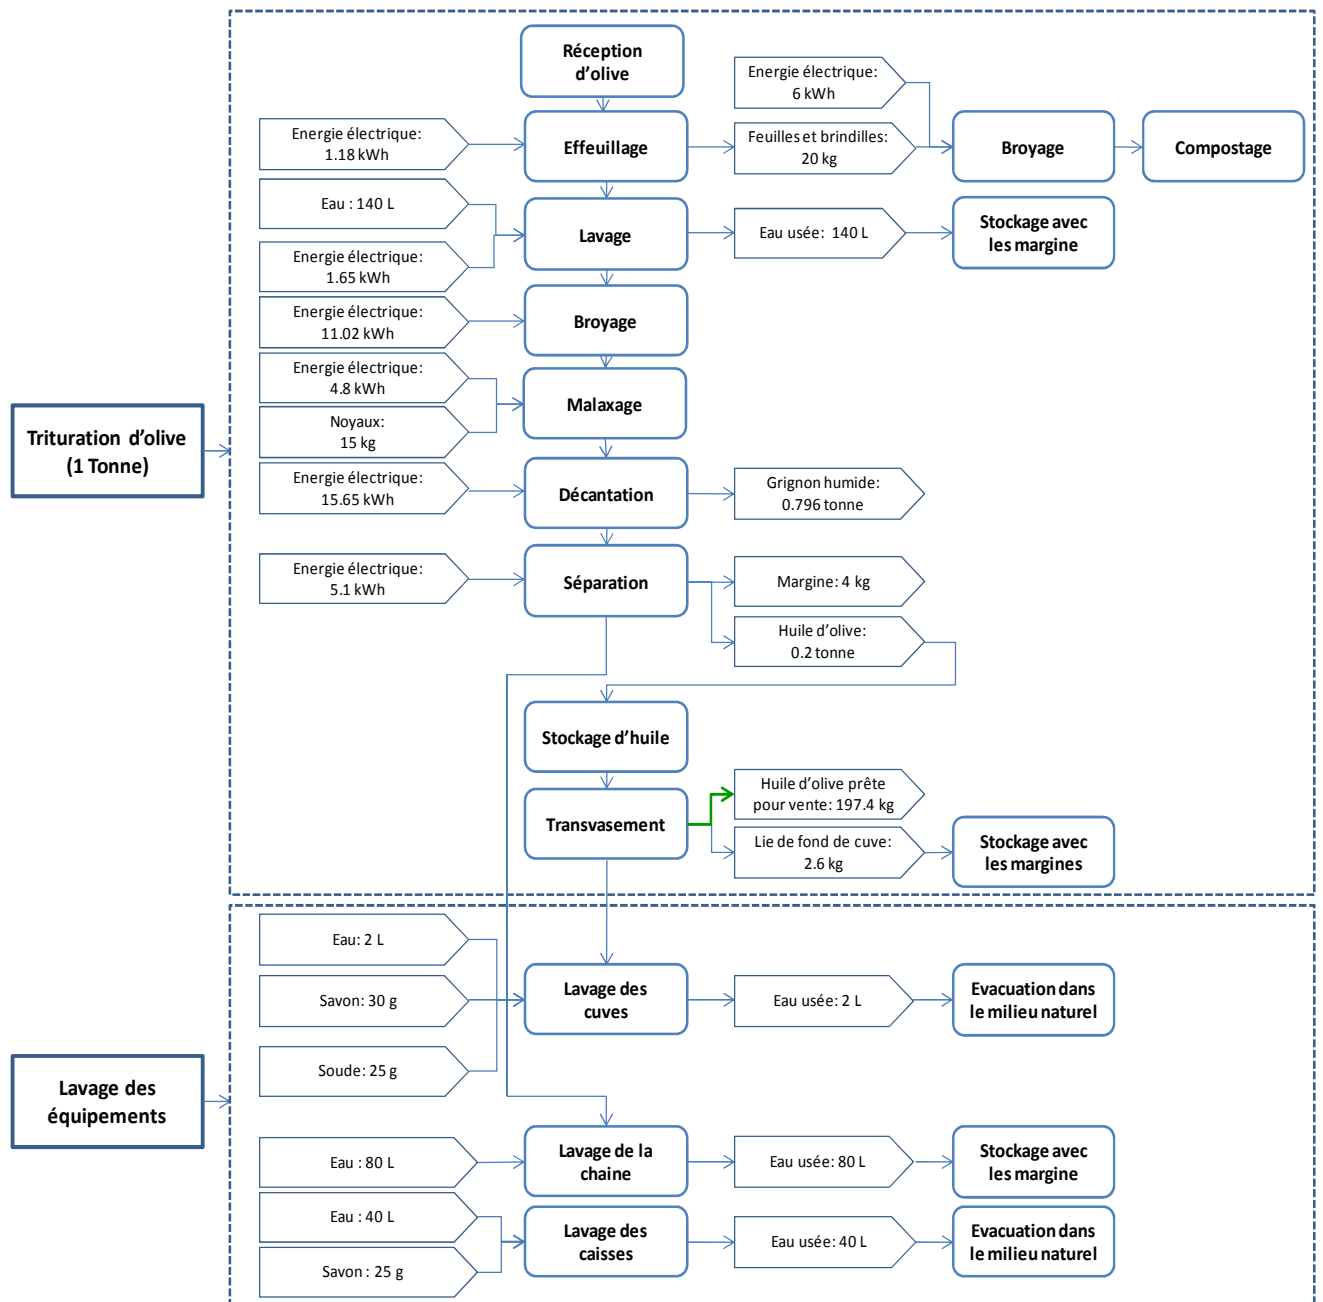 Réception
d'olive
Energie électrique:
6 kWh
Energie électrique:
1.18 kWh
Effeuillage
Feuilles et brindilles:
20 kg
Broyage
Compostage
Eau : 140 L
Lavage
Eau usée: 140 L
Stockage avec
les margine
Energie électrique:
1.65 kWh
Energie électrique:
11.02 kWh
Broyage
Energie électrique:
4.8 kWh
Malaxage
Noyaux:
15 kg
Trituration d'olive
(1 Tonne)
Energie électrique:
15.65 kWh
Décantation
Grignon humide:
0.796 tonne
Energie électrique:
5.1 kWh
Séparation
Margine: 4 kg
Huile d'olive:
0.2 tonne
Stockage d'huile
Transvasement
Huile d'olive prête
pour vente: 197.4 kg
Lie de fond de cuve:
2.6 kg
Stockage avec
les margines
Eau: 2 L
Savon: 30 g
Lavage des
cuves
Eau usée: 2 L
Evacuation dans
le milieu naturel
Soude: 25 g
Lavage des
équipements
Eau : 80 L
Lavage de la
chaine
Eau usée: 80 L
Stockage avec
les margine
Eau : 40 L
Lavage des
caisses
Eau usée: 40 L
Evacuation dans
le milieu naturel
Savon : 25 g